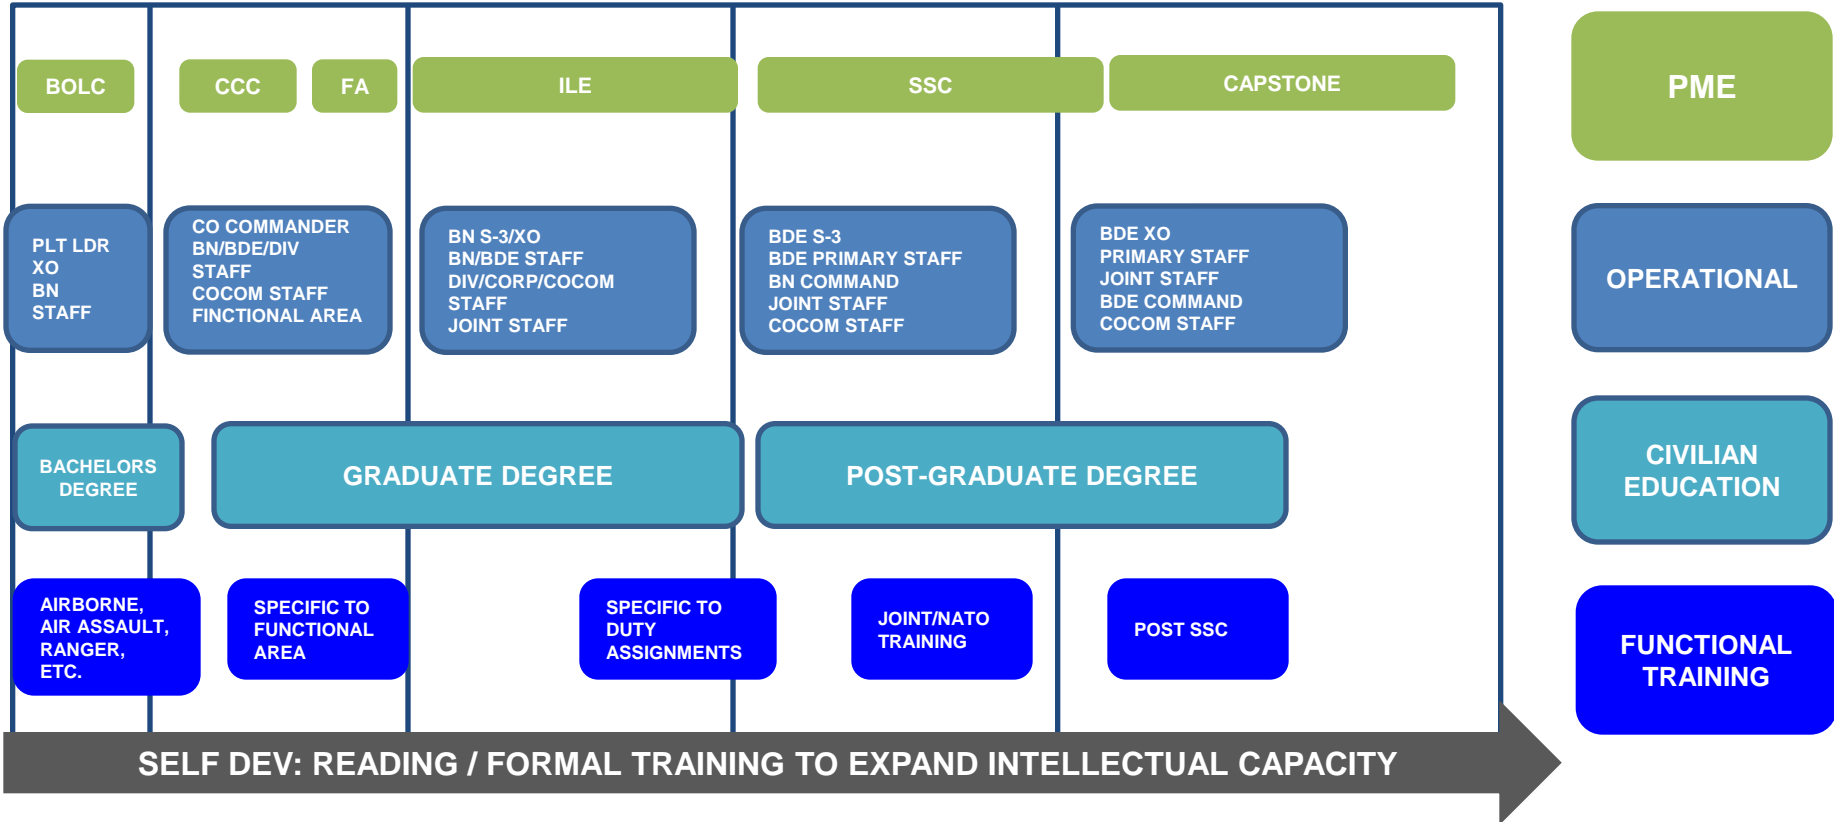 BOLC
CCC
FA
ILE
SSC
CAPSTONE
PME
PLT LDR
XO
BN
STAFF
CO COMMANDER
BN/BDE/DIV
STAFF
COCOM STAFF
FINCTIONAL AREA
BN S-3/XO
BN/BDE STAFF
DIV/CORP/COCOM
STAFF
JOINT STAFF
BDE S-3
BDE PRIMARY STAFF
BN COMMAND
JOINT STAFF
COCOM STAFF
BDE XO
PRIMARY STAFF
JOINT STAFF
BDE COMMAND
COCOM STAFF
OPERATIONAL
BACHELORS
DEGREE
GRADUATE DEGREE
POST-GRADUATE DEGREE
CIVILIAN
EDUCATION
AIRBORNE,
AIR ASSAULT,
RANGER,
ETC.
SPECIFIC TO
FUNCTIONAL
AREA
SPECIFIC TO
DUTY
ASSIGNMENTS
JOINT/NATO
TRAINING
POST SSC
FUNCTIONAL
TRAINING
SELF DEV: READING / FORMAL TRAINING TO EXPAND INTELLECTUAL CAPACITY